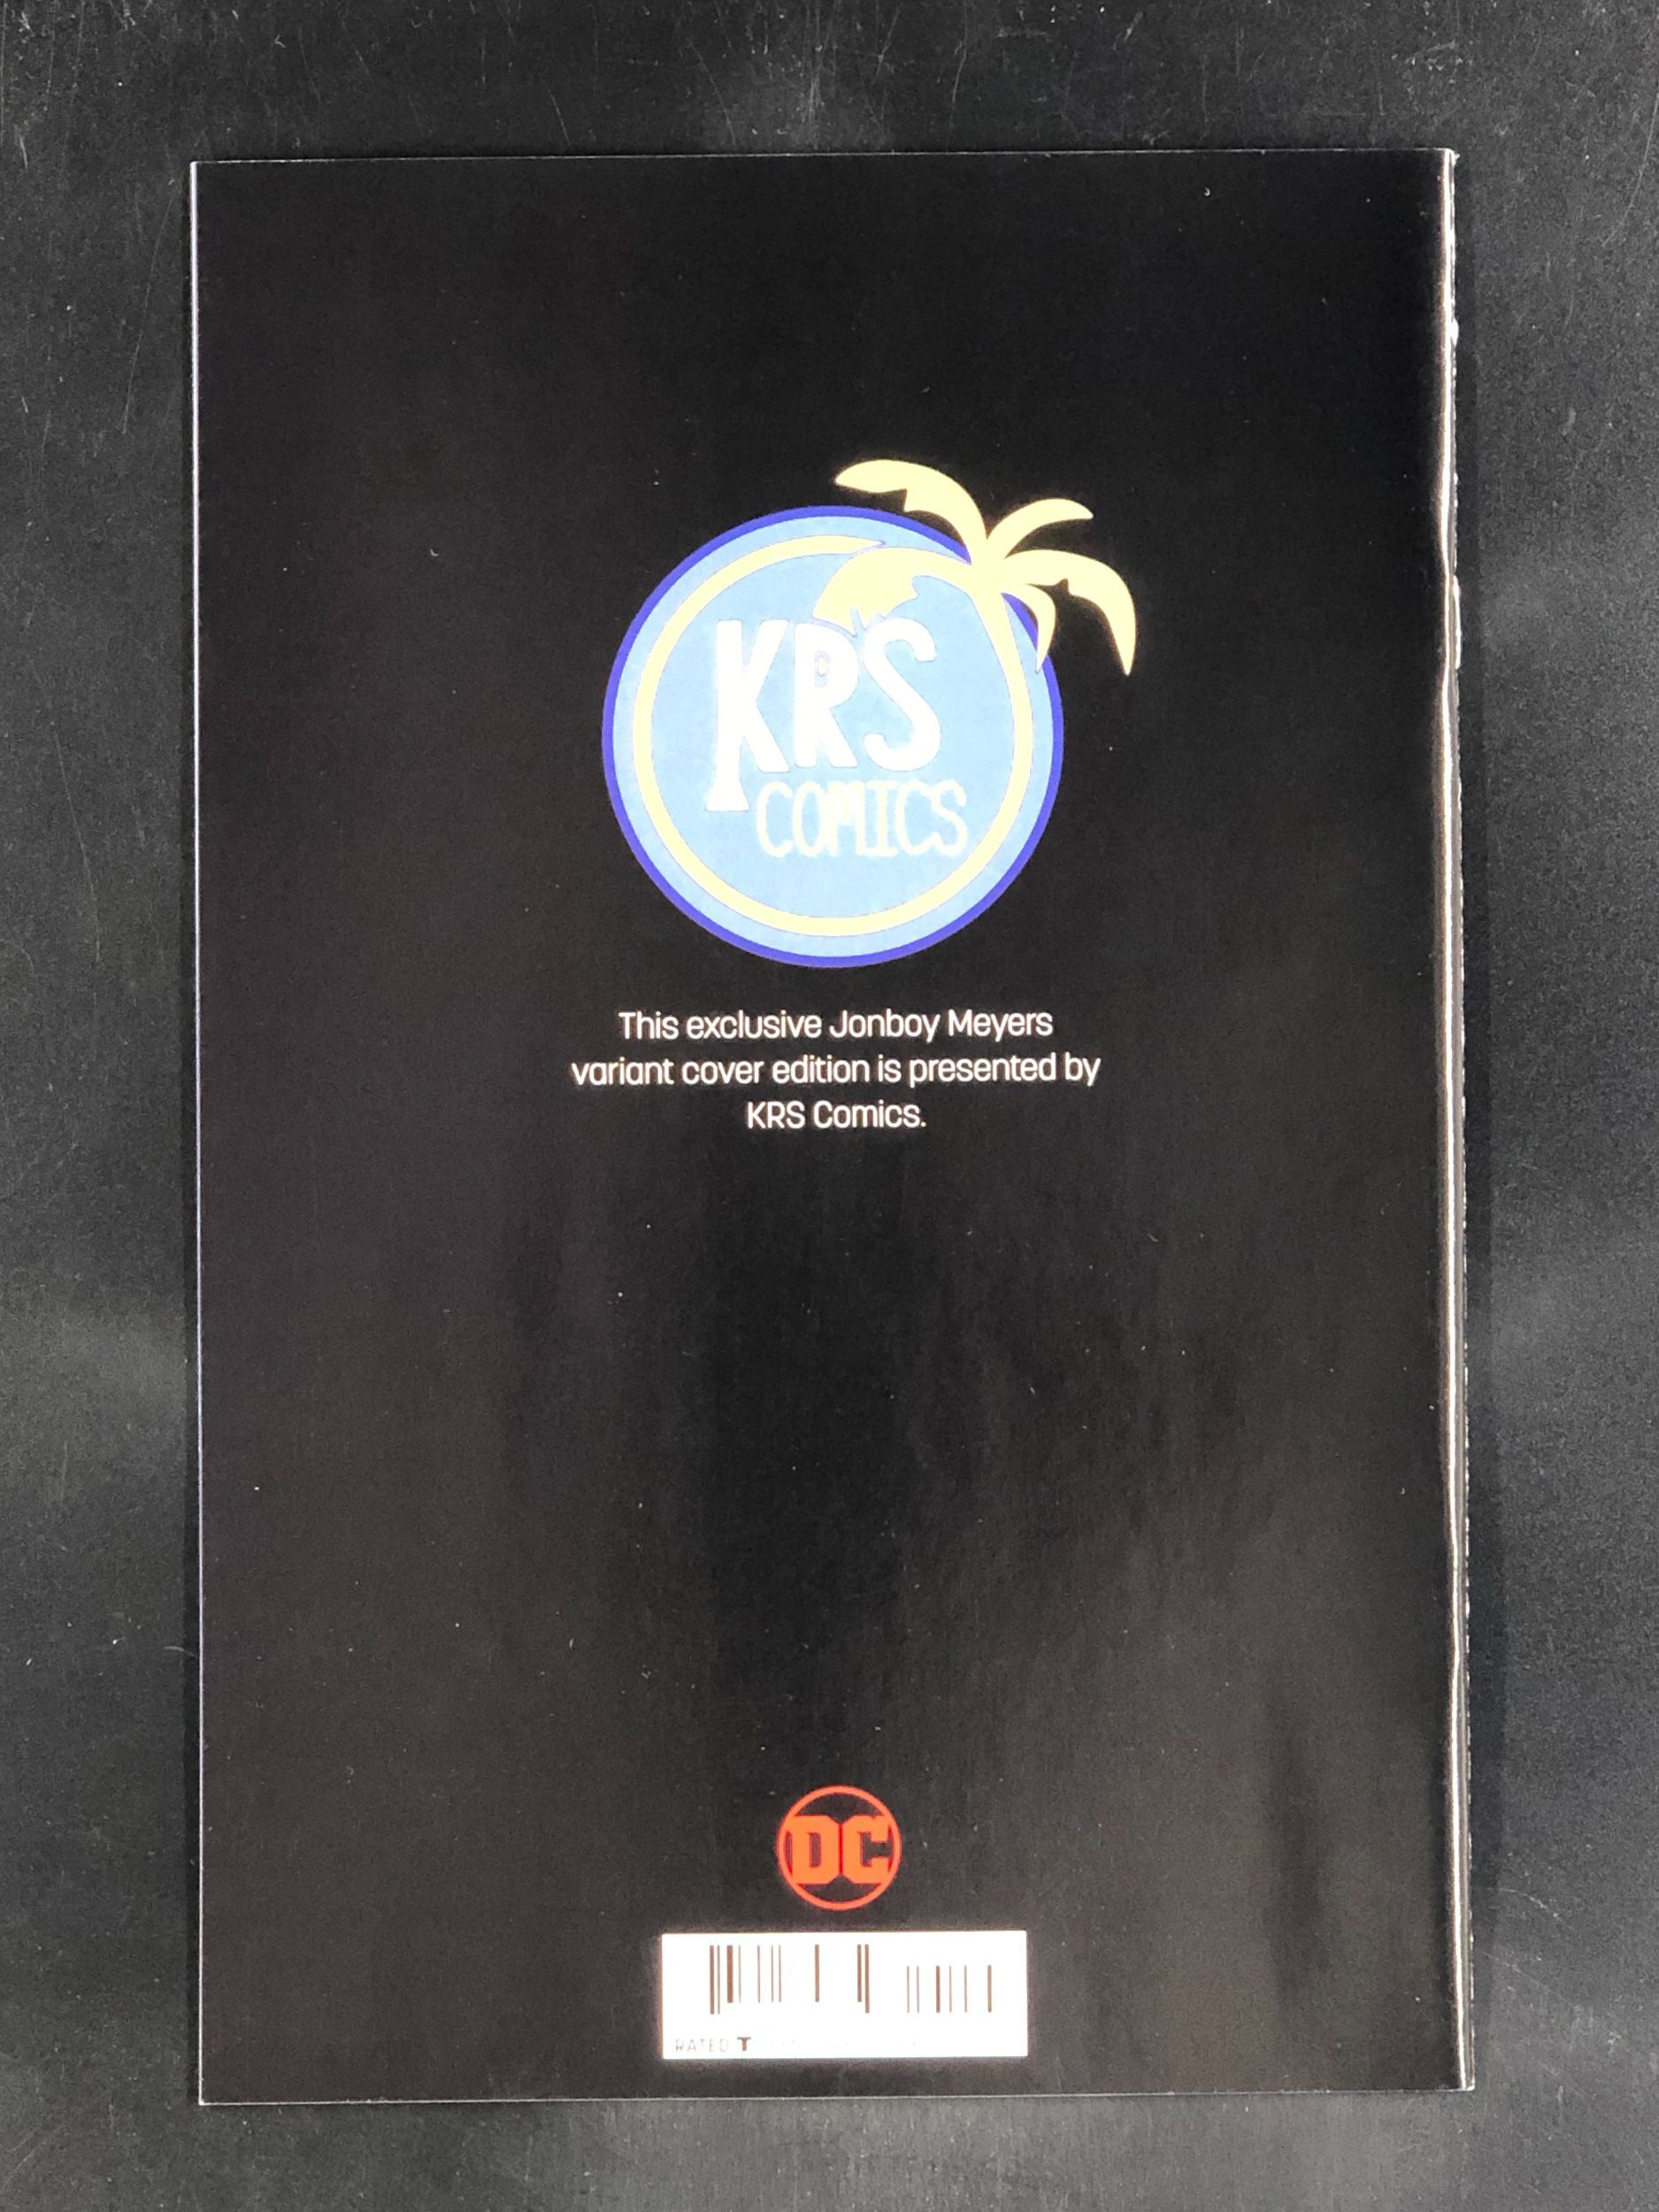 KRS
COMICS
This exclusive Jonboy Meyers
variant cover edition is presented by
KRS Comics.
DC
RATED T